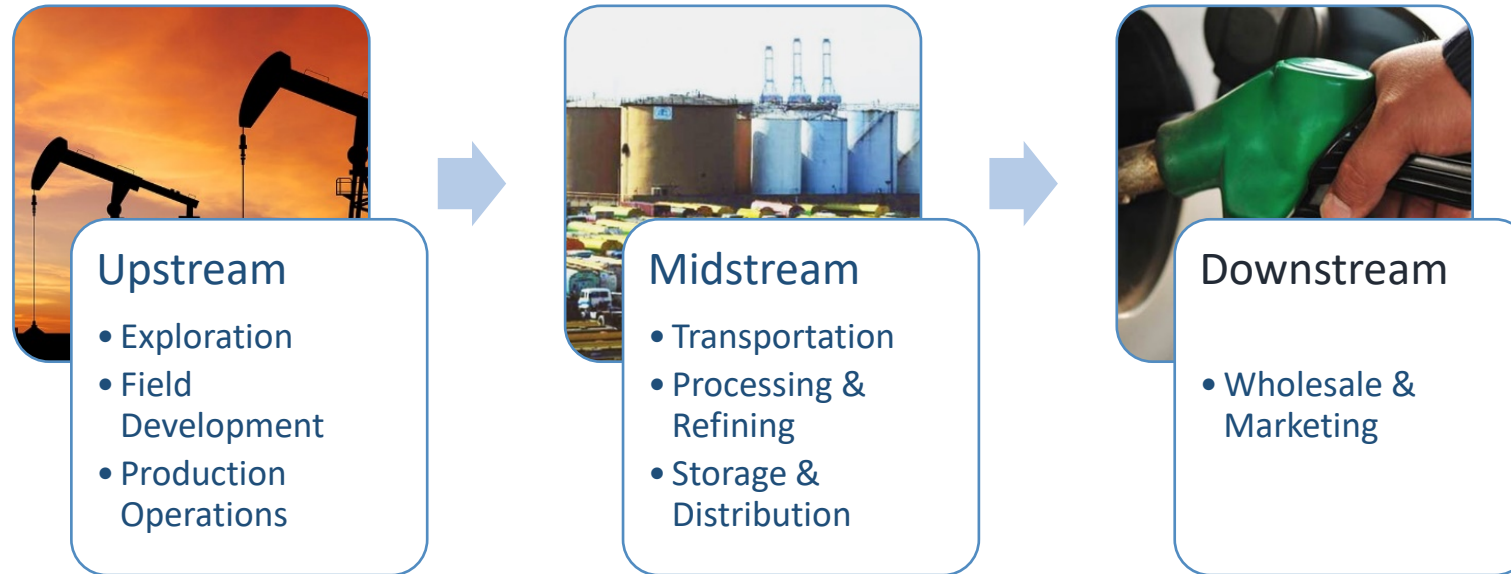 Upstream
• Exploration
• Field
Development
• Production
Operations
Midstream
• Transportation
• Processing &
Refining
• Storage &
Distribution
Downstream
• Wholesale &
Marketing